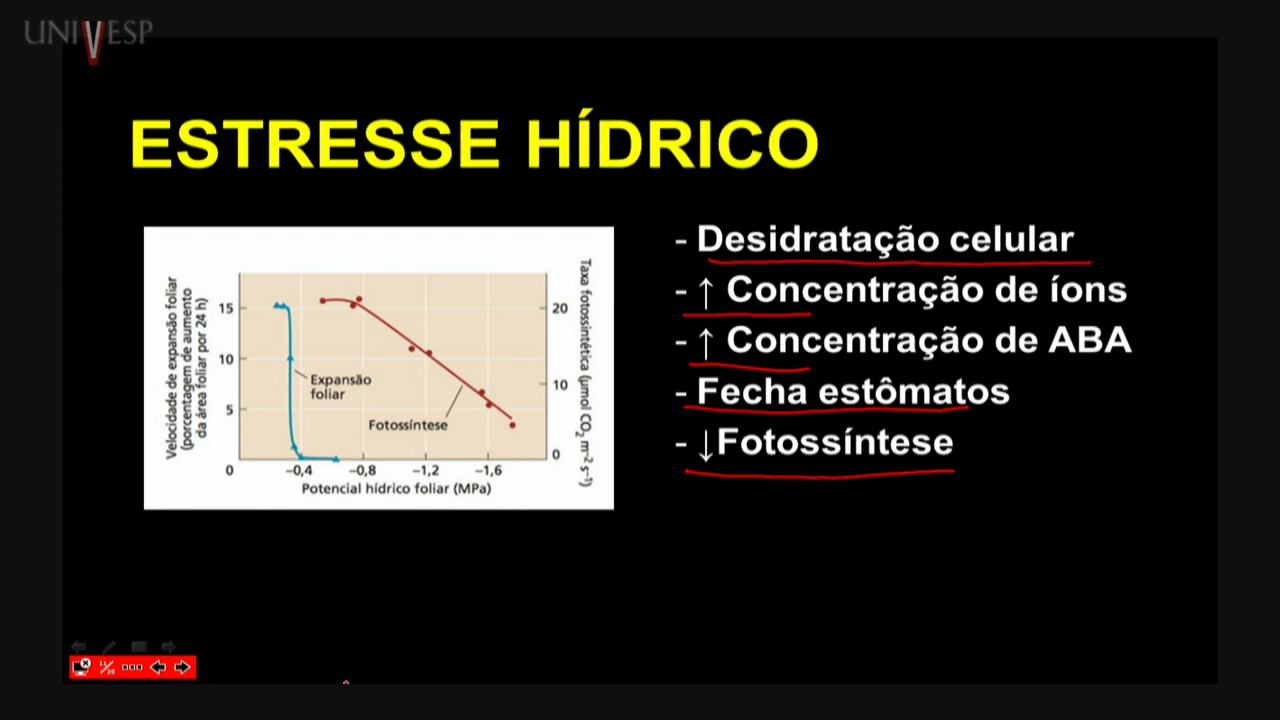 UNIVESP
ESTRESSE HÍDRICO
- Desidratação celular
- ↑ Concentração de íons
- ↑ Concentração de ABA
- Fecha estômatos
- ↓Fotossíntese
Velocidade de expansão foliar
(porcentagem de aumento
da área foliar por 24 h)
15
10
5
0
Expansão
foliar
Fotossíntese
20
10
0
Taxa fotossintética (µmol CO₂ m⁻² s⁻¹)
–0,4
–0,8
–1,2
–1,6
Potencial hídrico foliar (MPa)
11/20